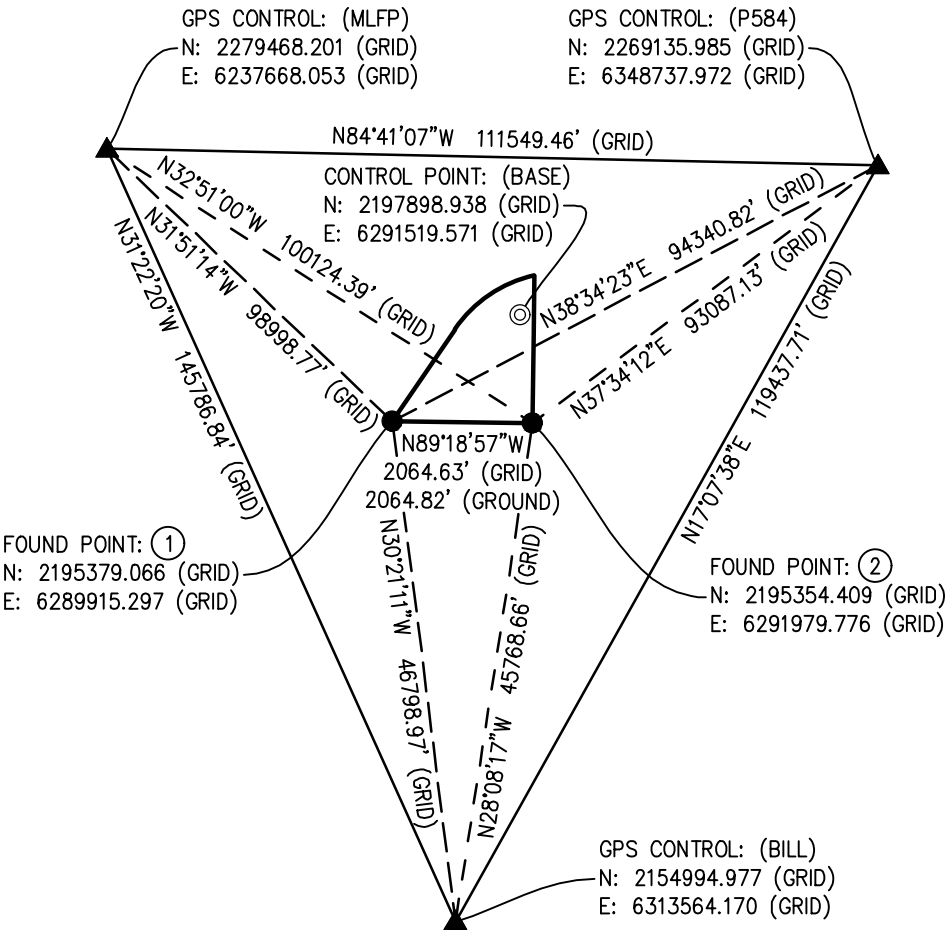 GPS CONTROL: (MLFP)
N: 2279468.201 (GRID)
E: 6237668.053 (GRID)
GPS CONTROL: (P584)
N: 2269135.985 (GRID)
E: 6348737.972 (GRID)
N84°41'07"W 111549.46' (GRID)
CONTROL POINT: (BASE)
N: 2197898.938 (GRID)
E: 6291519.571 (GRID)
N32°51'00"W 100124.39' (GRID)
N31°51'14"W 98998.77' (GRID)
N31°22'20"W 145786.84' (GRID)
N38°34'23"E 94340.82' (GRID)
N37°34'12"E 93087.13' (GRID)
N17°07'38"E 119437.71' (GRID)
N89°18'57"W
2064.63' (GRID)
2064.82' (GROUND)
FOUND POINT: 1
N: 2195379.066 (GRID)
E: 6289915.297 (GRID)
FOUND POINT: 2
N: 2195354.409 (GRID)
E: 6291979.776 (GRID)
N30°21'11"W 46798.97' (GRID)
N28°08'17"W 45768.66' (GRID)
GPS CONTROL: (BILL)
N: 2154994.977 (GRID)
E: 6313564.170 (GRID)